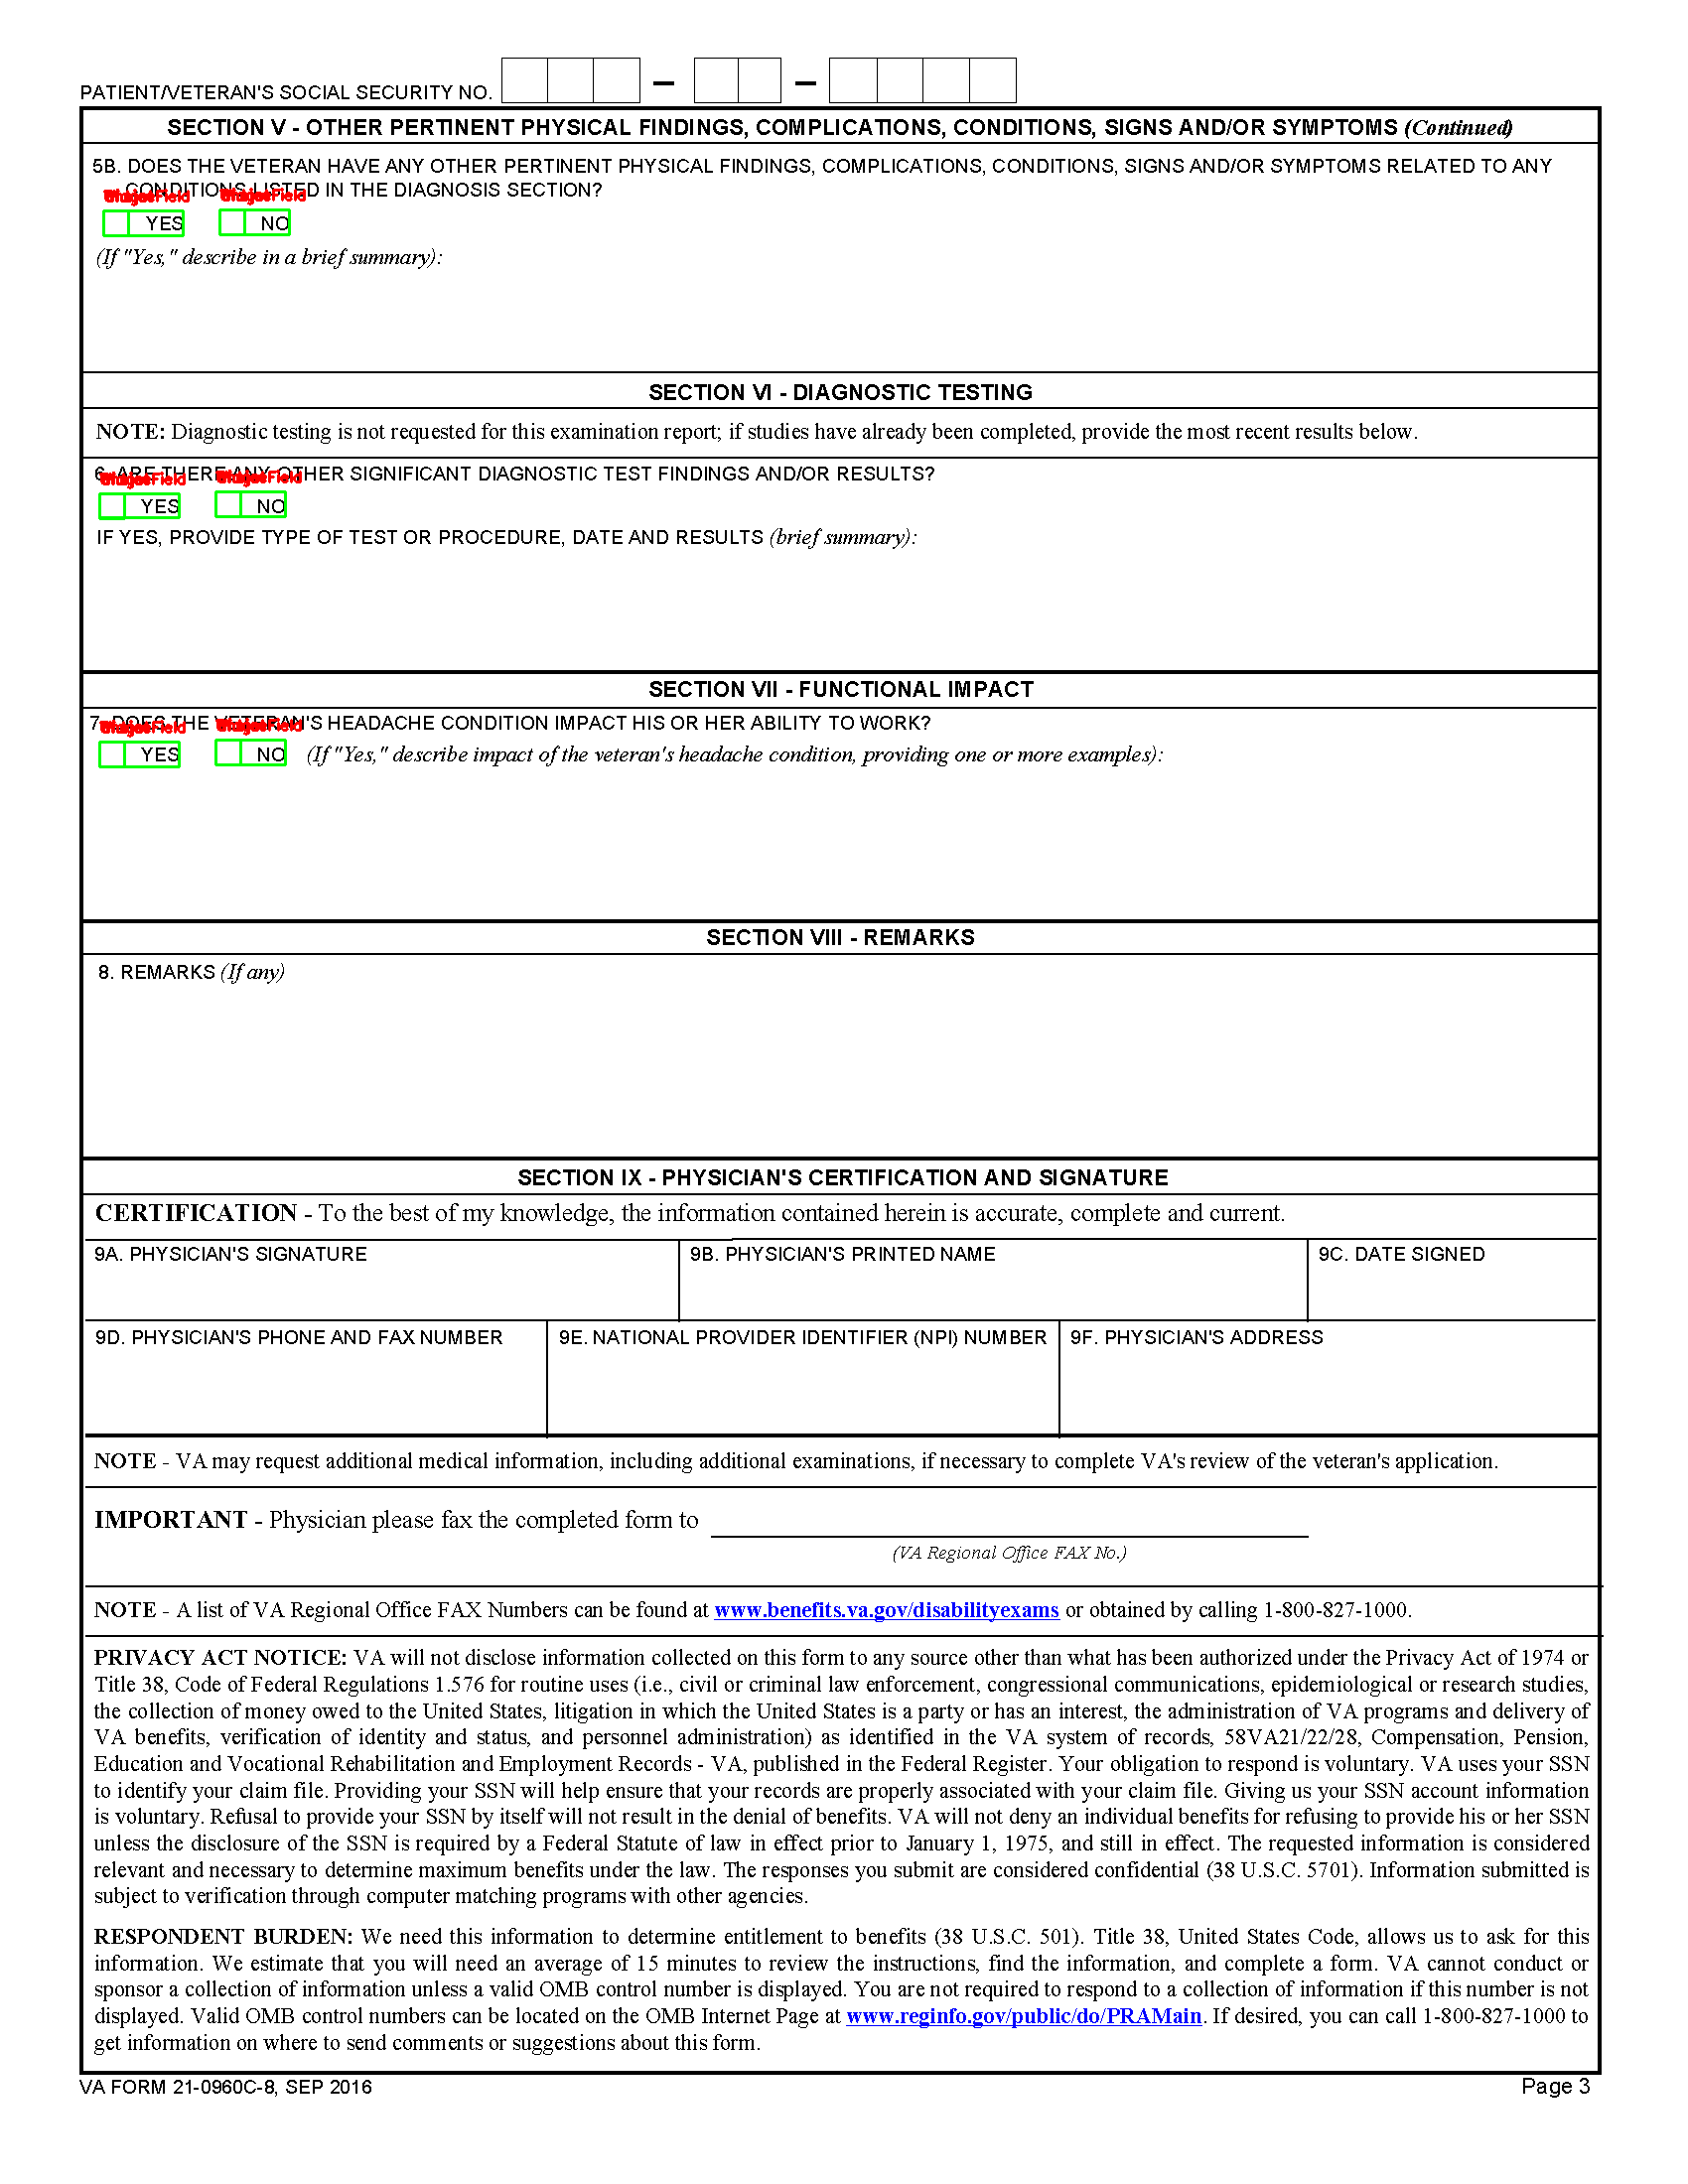 PATIENT/VETERAN'S SOCIAL SECURITY NO.
SECTION V - OTHER PERTINENT PHYSICAL FINDINGS, COMPLICATIONS, CONDITIONS, SIGNS AND/OR SYMPTOMS (Continued)
5B. DOES THE VETERAN HAVE ANY OTHER PERTINENT PHYSICAL FINDINGS, COMPLICATIONS, CONDITIONS, SIGNS AND/OR SYMPTOMS RELATED TO ANY
CONDITIONS LISTED IN THE DIAGNOSIS SECTION?
YES NO
(If "Yes," describe in a brief summary):
SECTION VI - DIAGNOSTIC TESTING
NOTE: Diagnostic testing is not requested for this examination report; if studies have already been completed, provide the most recent results below.
6. ARE THERE ANY OTHER SIGNIFICANT DIAGNOSTIC TEST FINDINGS AND/OR RESULTS?
YES NO
IF YES, PROVIDE TYPE OF TEST OR PROCEDURE, DATE AND RESULTS (brief summary):
SECTION VII - FUNCTIONAL IMPACT
7. DOES THE VETERAN'S HEADACHE CONDITION IMPACT HIS OR HER ABILITY TO WORK?
YES NO (If "Yes," describe impact of the veteran's headache condition, providing one or more examples):
SECTION VIII - REMARKS
8. REMARKS (If any)
SECTION IX - PHYSICIAN'S CERTIFICATION AND SIGNATURE
CERTIFICATION - To the best of my knowledge, the information contained herein is accurate, complete and current.
9A. PHYSICIAN'S SIGNATURE 9B. PHYSICIAN'S PRINTED NAME 9C. DATE SIGNED
9D. PHYSICIAN'S PHONE AND FAX NUMBER 9E. NATIONAL PROVIDER IDENTIFIER (NPI) NUMBER 9F. PHYSICIAN'S ADDRESS
NOTE - VA may request additional medical information, including additional examinations, if necessary to complete VA's review of the veteran's application.
IMPORTANT - Physician please fax the completed form to
(VA Regional Office FAX No.)
NOTE - A list of VA Regional Office FAX Numbers can be found at www.benefits.va.gov/disabilityexams or obtained by calling 1-800-827-1000.
PRIVACY ACT NOTICE: VA will not disclose information collected on this form to any source other than what has been authorized under the Privacy Act of 1974 or
Title 38, Code of Federal Regulations 1.576 for routine uses (i.e., civil or criminal law enforcement, congressional communications, epidemiological or research studies,
the collection of money owed to the United States, litigation in which the United States is a party or has an interest, the administration of VA programs and delivery of
VA benefits, verification of identity and status, and personnel administration) as identified in the VA system of records, 58VA21/22/28, Compensation, Pension,
Education and Vocational Rehabilitation and Employment Records - VA, published in the Federal Register. Your obligation to respond is voluntary. VA uses your SSN
to identify your claim file. Providing your SSN will help ensure that your records are properly associated with your claim file. Giving us your SSN account information
is voluntary. Refusal to provide your SSN by itself will not result in the denial of benefits. VA will not deny an individual benefits for refusing to provide his or her SSN
unless the disclosure of the SSN is required by a Federal Statute of law in effect prior to January 1, 1975, and still in effect. The requested information is considered
relevant and necessary to determine maximum benefits under the law. The responses you submit are considered confidential (38 U.S.C. 5701). Information submitted is
subject to verification through computer matching programs with other agencies.
RESPONDENT BURDEN: We need this information to determine entitlement to benefits (38 U.S.C. 501). Title 38, United States Code, allows us to ask for this
information. We estimate that you will need an average of 15 minutes to review the instructions, find the information, and complete a form. VA cannot conduct or
sponsor a collection of information unless a valid OMB control number is displayed. You are not required to respond to a collection of information if this number is not
displayed. Valid OMB control numbers can be located on the OMB Internet Page at www.reginfo.gov/public/do/PRAMain. If desired, you can call 1-800-827-1000 to
get information on where to send comments or suggestions about this form.
VA FORM 21-0960C-8, SEP 2016 Page 3